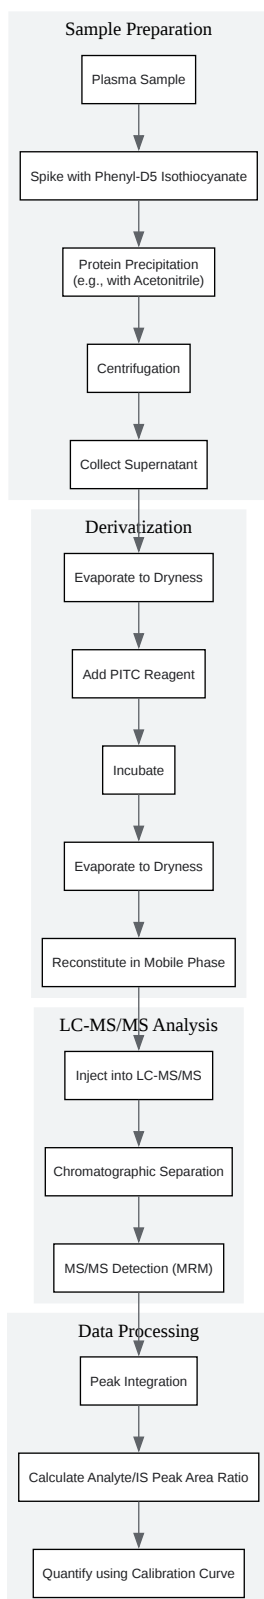 Sample Preparation
Plasma Sample
Spike with Phenyl-D5 Isothiocyanate
Protein Precipitation
(e.g., with Acetonitrile)
Centrifugation
Collect Supernatant
Derivatization
Evaporate to Dryness
Add PITC Reagent
Incubate
Evaporate to Dryness
Reconstitute in Mobile Phase
LC-MS/MS Analysis
Inject into LC-MS/MS
Chromatographic Separation
MS/MS Detection (MRM)
Data Processing
Peak Integration
Calculate Analyte/IS Peak Area Ratio
Quantify using Calibration Curve